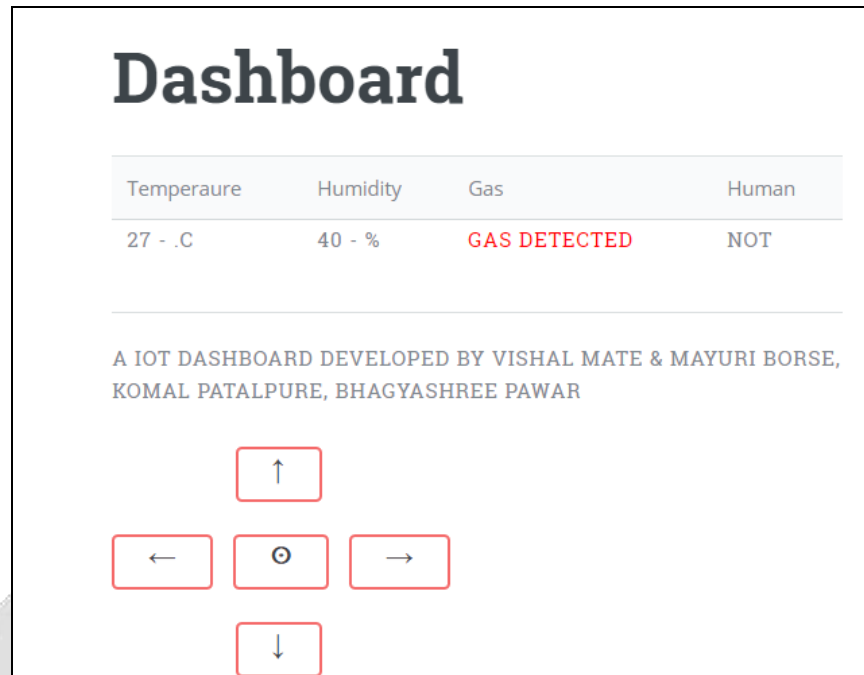 Dashboard
Temperaure Humidity Gas Human
27 - .C 40 - % GAS DETECTED NOT
A IOT DASHBOARD DEVELOPED BY VISHAL MATE & MAYURI BORSE,
KOMAL PATALPURE, BHAGYASHREE PAWAR
↑
← ⊙ →
↓